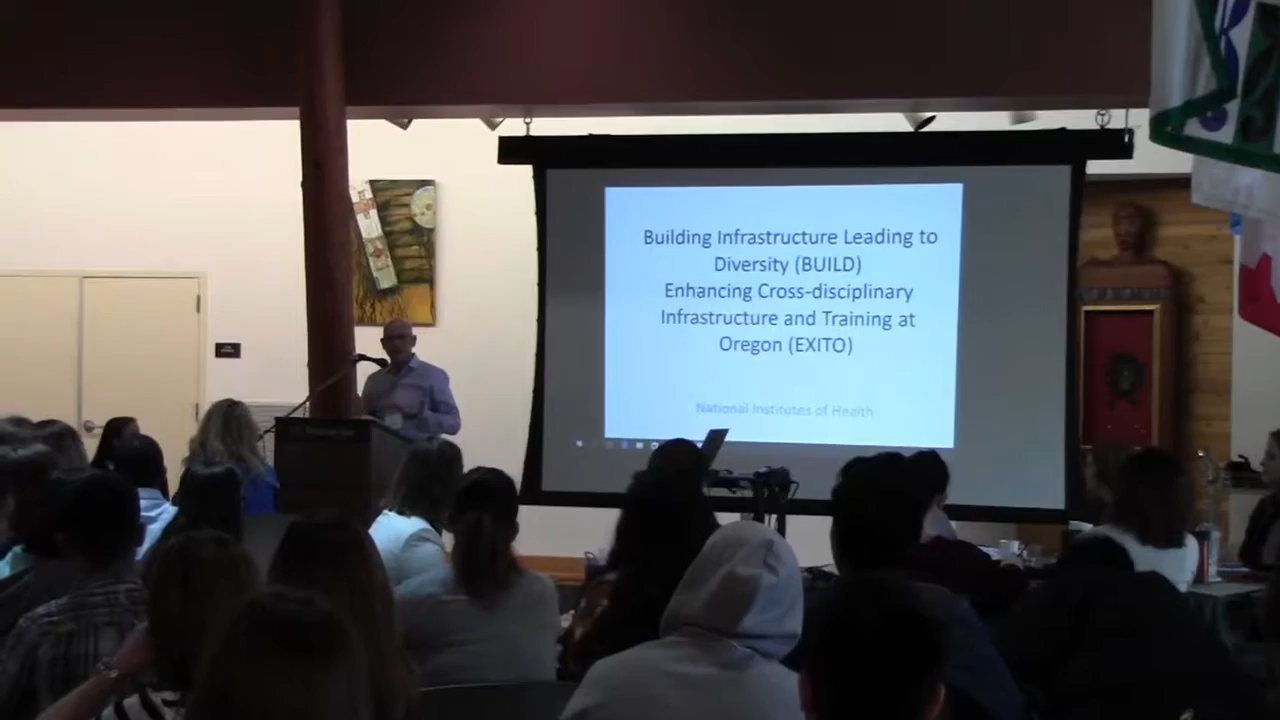 Building Infrastructure Leading to
Diversity (BUILD)
Enhancing Cross-disciplinary
Infrastructure and Training at
Oregon (EXITO)
National Institutes of Health